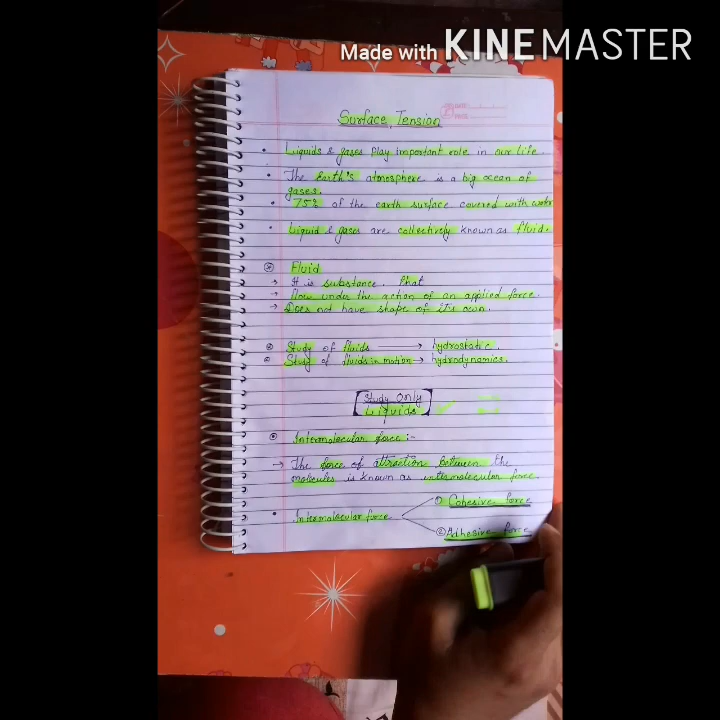 Made with KINEMASTER
Surface Tension
• Liquids & gases play important role in our life.
• The Earth's atmosphere is a big ocean of
gases.
• 75% of the earth surface covered with water
• Liquid & gases are collectively known as fluid.
Fluid
→ It is substance that
→ flow under the action of an applied force.
→ Does not have shape of its own.
Study of fluids → hydrostatic.
Study of fluids in motion → hydrodynamics.
Study Only
Liquids
Intermolecular force :-
→ The force of attraction between the
molecules is known as intermolecular force
① Cohesive force
• Intermolecular force
② Adhesive force